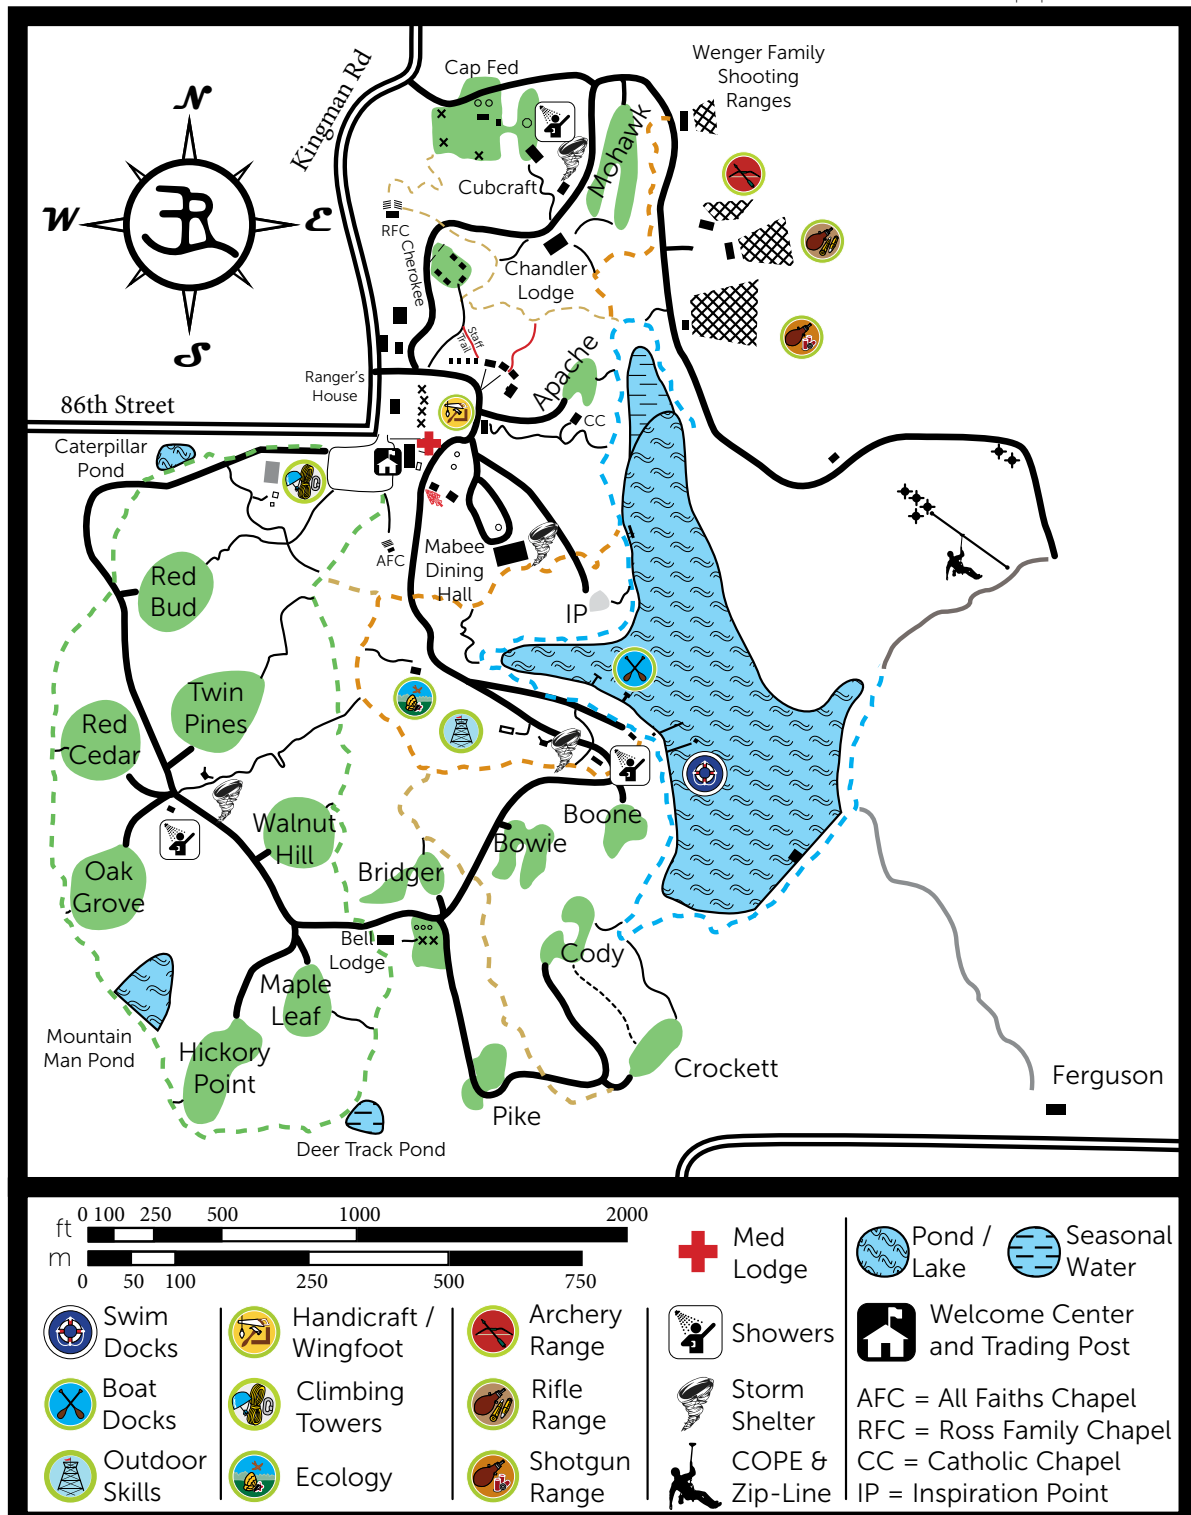 Kingman Rd
Cap Fed
Wenger Family
Shooting
Ranges
N
W
E
S
Mohawk
Cubcraft
RFC
Cherokee
Chandler
Lodge
Staff
Trail
Apache
Ranger's
House
86th Street
CC
Caterpillar
Pond
AFC
Mabee
Dining
Hall
IP
Red
Bud
Twin
Pines
Red
Cedar
Walnut
Hill
Boone
Bowie
Oak
Grove
Bridger
Bell
Lodge
Cody
Maple
Leaf
Mountain
Man Pond
Hickory
Point
Crockett
Ferguson
Pike
Deer Track Pond
ft
0 100 250 500 1000 2000
m
0 50 100 250 500 750
Swim
Docks
Boat
Docks
Outdoor
Skills
Handicraft /
Wingfoot
Climbing
Towers
Ecology
Archery
Range
Rifle
Range
Shotgun
Range
Med
Lodge
Showers
Storm
Shelter
COPE &
Zip-Line
Pond /
Lake
Seasonal
Water
Welcome Center
and Trading Post
AFC = All Faiths Chapel
RFC = Ross Family Chapel
CC = Catholic Chapel
IP = Inspiration Point